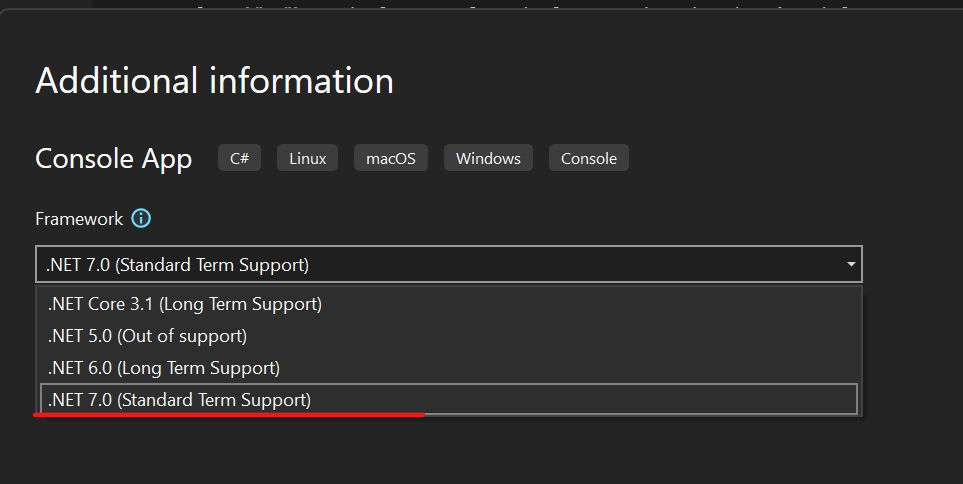 Additional information
Console App C# Linux macOS Windows Console
Framework
.NET 7.0 (Standard Term Support)
.NET Core 3.1 (Long Term Support)
.NET 5.0 (Out of support)
.NET 6.0 (Long Term Support)
.NET 7.0 (Standard Term Support)